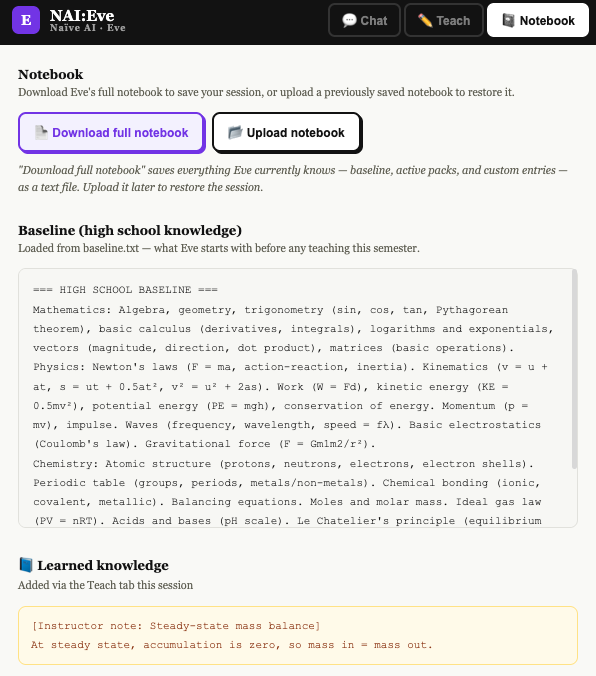 E
NAI:Eve
Naïve AI · Eve
💬 Chat
✏️ Teach
📓 Notebook
Notebook
Download Eve's full notebook to save your session, or upload a previously saved notebook to restore it.
Download full notebook
📂 Upload notebook
"Download full notebook" saves everything Eve currently knows — baseline, active packs, and custom entries —
as a text file. Upload it later to restore the session.
Baseline (high school knowledge)
Loaded from baseline.txt — what Eve starts with before any teaching this semester.
=== HIGH SCHOOL BASELINE ===
Mathematics: Algebra, geometry, trigonometry (sin, cos, tan, Pythagorean
theorem), basic calculus (derivatives, integrals), logarithms and exponentials,
vectors (magnitude, direction, dot product), matrices (basic operations).
Physics: Newton's laws (F = ma, action-reaction, inertia). Kinematics (v = u +
at, s = ut + 0.5at², v² = u² + 2as). Work (W = Fd), kinetic energy (KE =
0.5mv²), potential energy (PE = mgh), conservation of energy. Momentum (p =
mv), impulse. Waves (frequency, wavelength, speed = fλ). Basic electrostatics
(Coulomb's law). Gravitational force (F = Gm1m2/r²).
Chemistry: Atomic structure (protons, neutrons, electrons, electron shells).
Periodic table (groups, periods, metals/non-metals). Chemical bonding (ionic,
covalent, metallic). Balancing equations. Moles and molar mass. Ideal gas law
(PV = nRT). Acids and bases (pH scale). Le Chatelier's principle (equilibrium
📘 Learned knowledge
Added via the Teach tab this session
[Instructor note: Steady-state mass balance]
At steady state, accumulation is zero, so mass in = mass out.